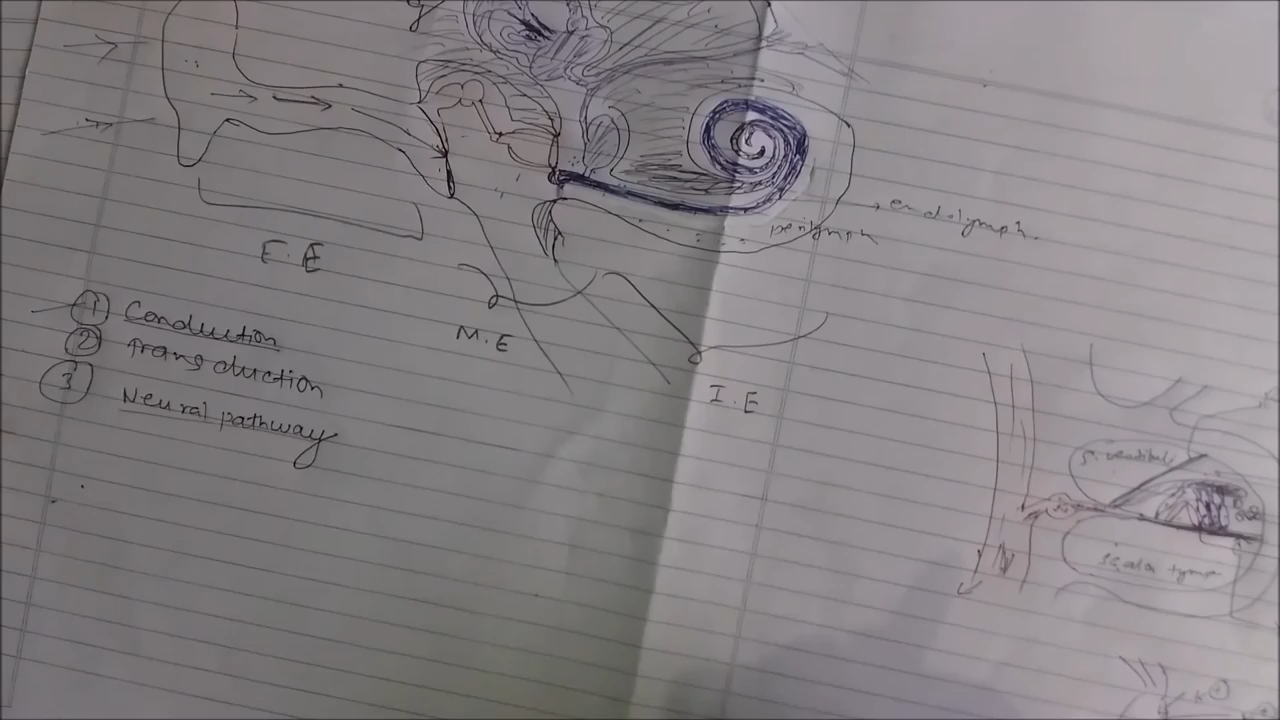 endolymph.
perilymph
E.E
M.E
I.E
① Conduction
② transduction
③ Neural pathway
S. vestibuli
scala tymp
K⊕